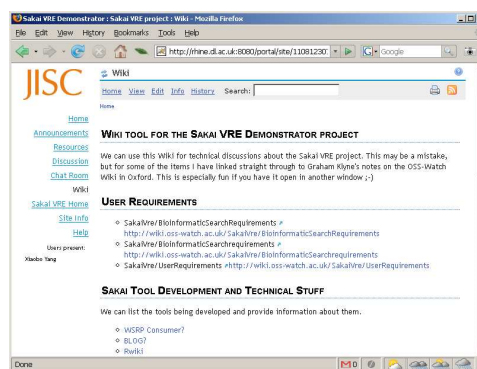 Sakai VRE Demonstrator : Sakai VRE project : Wiki - Mozilla Firefox
File Edit View History Bookmarks Tools Help
http://rhine.dl.ac.uk:8080/portal/site/11081230 Google
JISC
Wiki
Home View Edit Info History Search:
Home
Home
Announcements
Resources
Discussion
Chat Room
Wiki
Sakai VRE Home
Site Info
Help
Users present:
Xiaobo Yang
WIKI TOOL FOR THE SAKAI VRE DEMONSTRATOR PROJECT
We can use this Wiki for technical discussions about the Sakai VRE project. This may be a mistake,
but for some of the items I have linked straight through to Graham Klyne's notes on the OSS-Watch
Wiki in Oxford. This is especially fun if you have it open in another window ;-)
USER REQUIREMENTS
SakaiVre/BioInformaticSearchRequirements
http://wiki.oss-watch.ac.uk/SakaiVre/BioInformaticSearchRequirements
SakaiVre/BioInformaticSearchrequirements
http://wiki.oss-watch.ac.uk/SakaiVre/BioInformaticSearchRequirements
SakaiVre/UserRequirements http://wiki.oss-watch.ac.uk/SakaiVre/UserRequirements
SAKAI TOOL DEVELOPMENT AND TECHNICAL STUFF
We can list the tools being developed and provide information about them.
WSRP Consumer?
BLOG?
Rwiki
Done
0